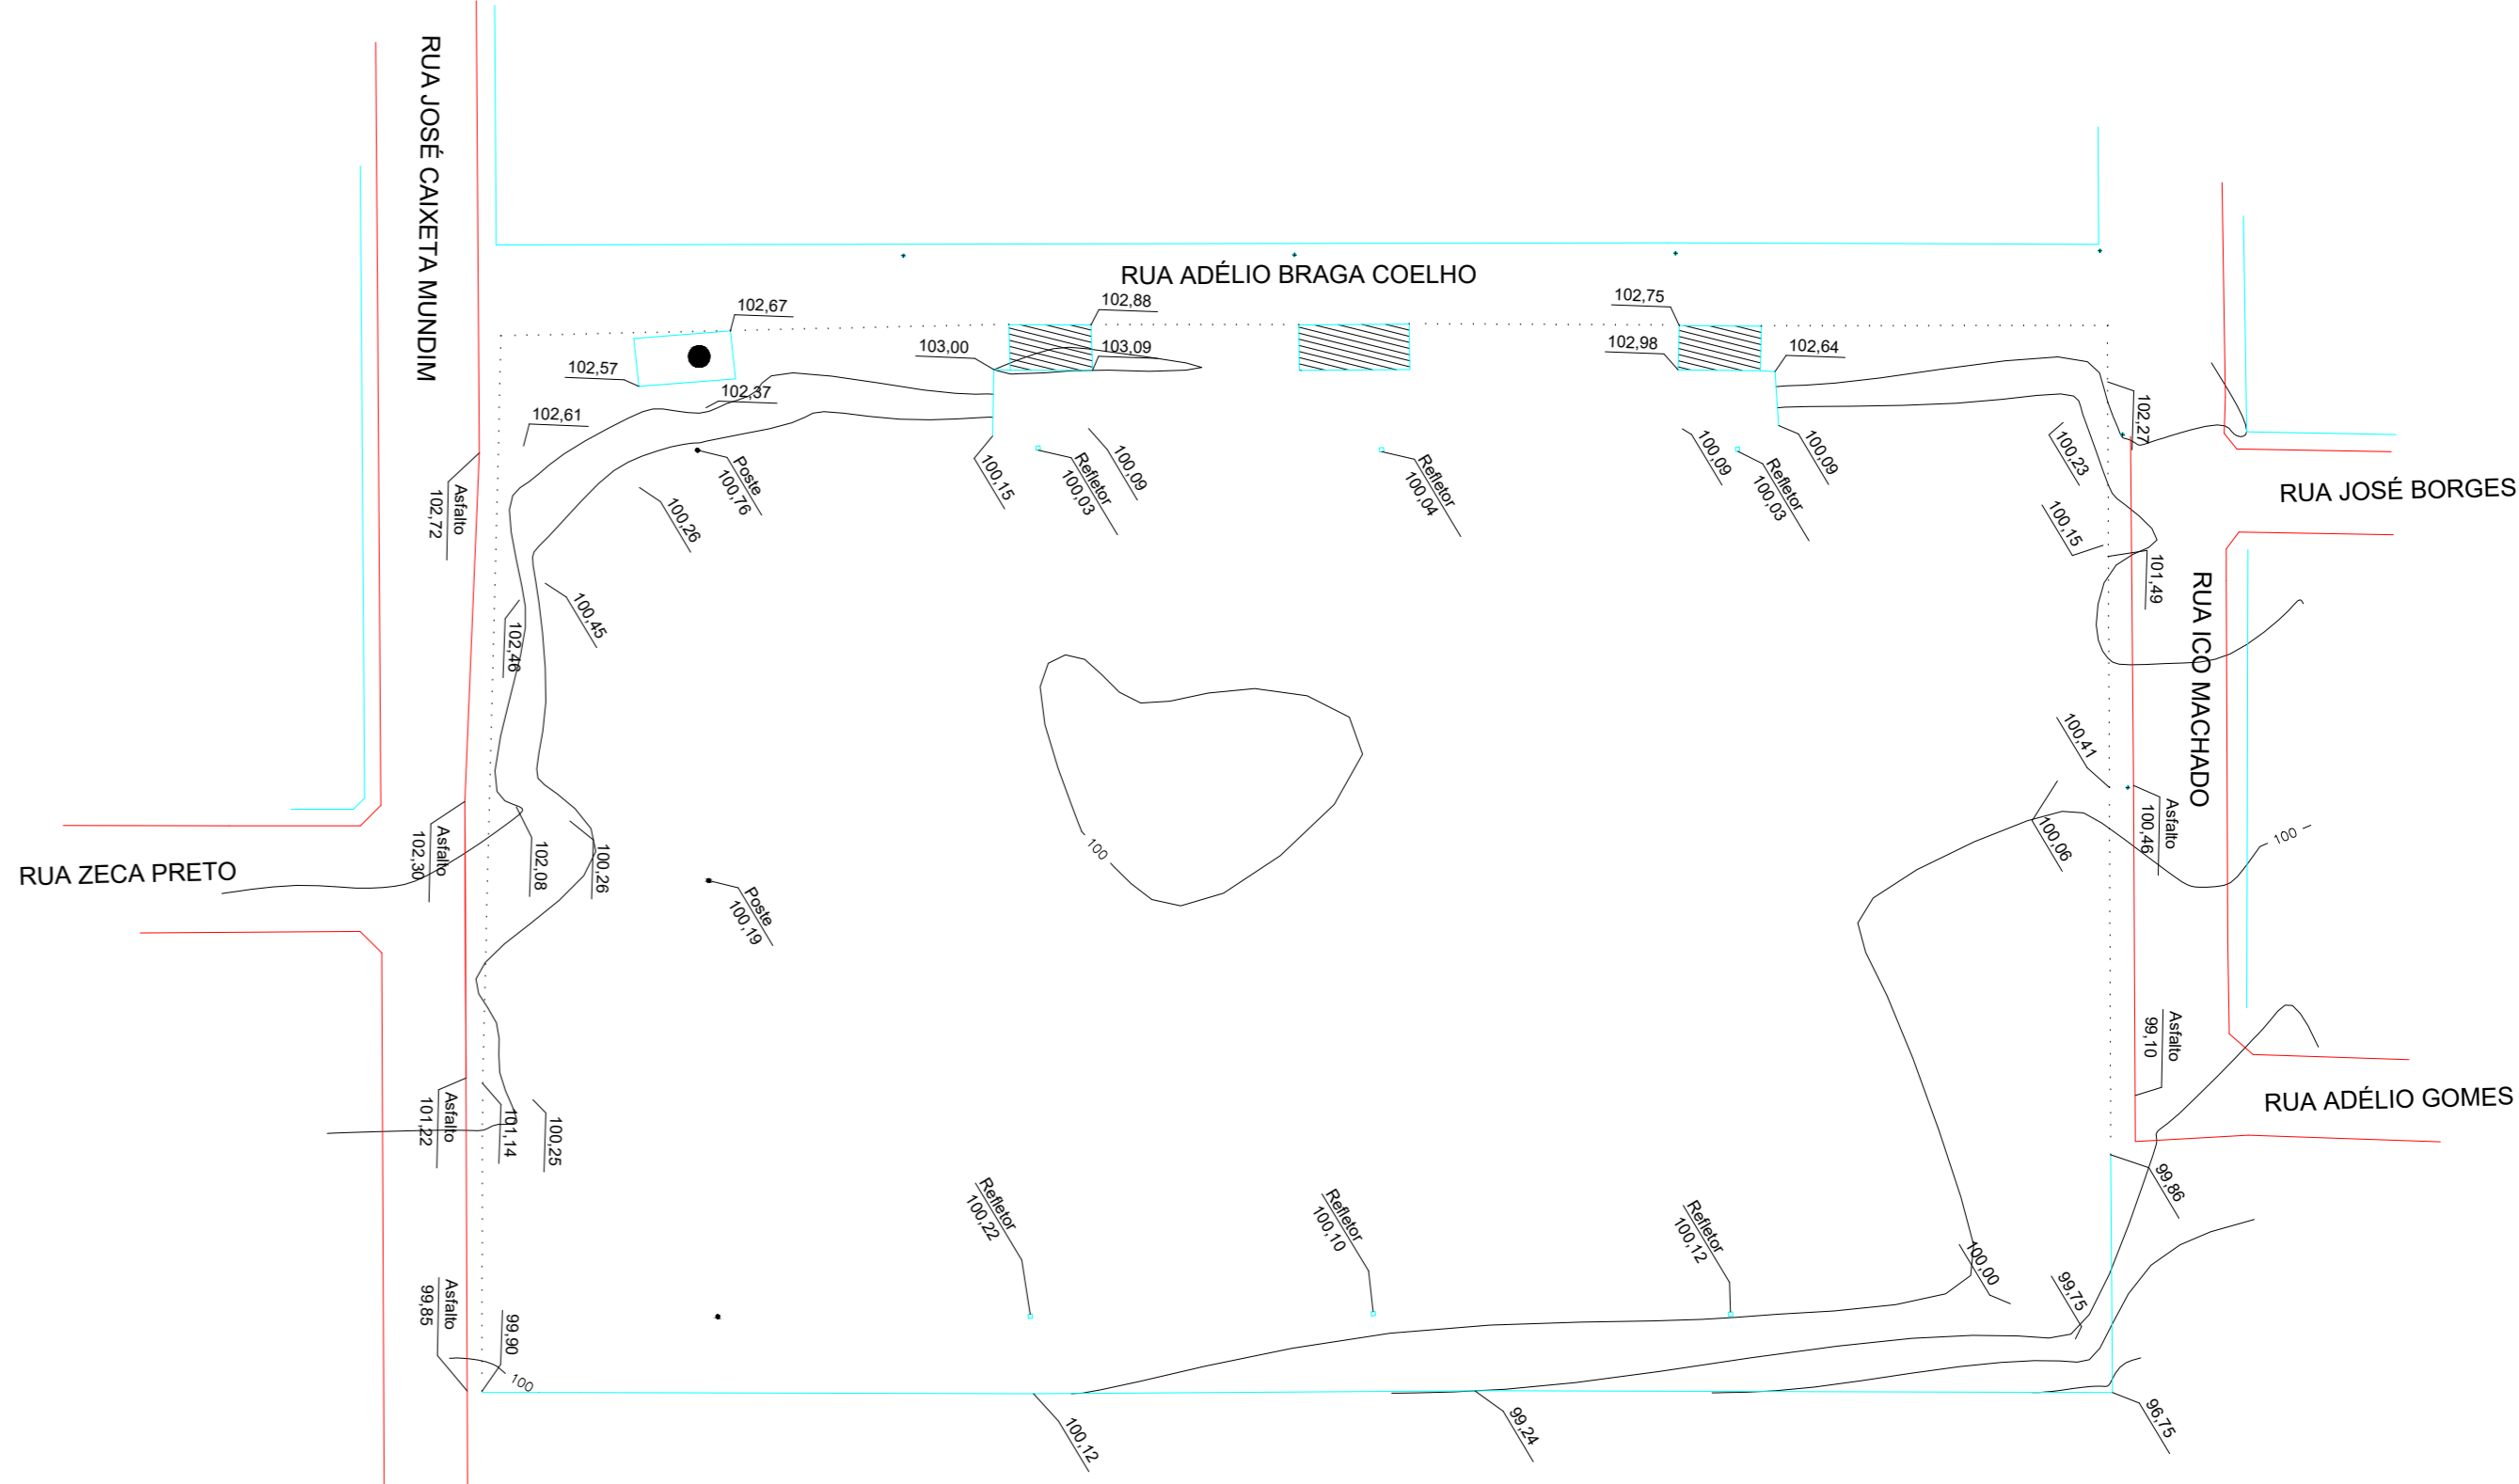 RUA JOSÉ CAIXETA MUNDIM
RUA ADÉLIO BRAGA COELHO
102,67
102,88
102,75
103,00
103,09
102,98
102,64
102,57
102,37
102,61
102,27
Asfalto
102,72
Poste
100,76
100,26
100,15
Refletor
100,03
100,09
Refletor
100,04
100,09
Refletor
100,03
100,09
100,23
100,15
RUA JOSÉ BORGES
101,49
RUA ICO MACHADO
102,46
100,45
100,41
Asfalto
100,46
100
100,06
100
Asfalto
102,30
RUA ZECA PRETO
102,08
100,26
Poste
100,19
Asfalto
99,10
RUA ADÉLIO GOMES
Asfalto
101,22
101,14
100,25
Refletor
100,22
Refletor
100,10
Refletor
100,12
99,86
100,00
99,75
Asfalto
99,85
99,90
100
100,12
99,24
96,75